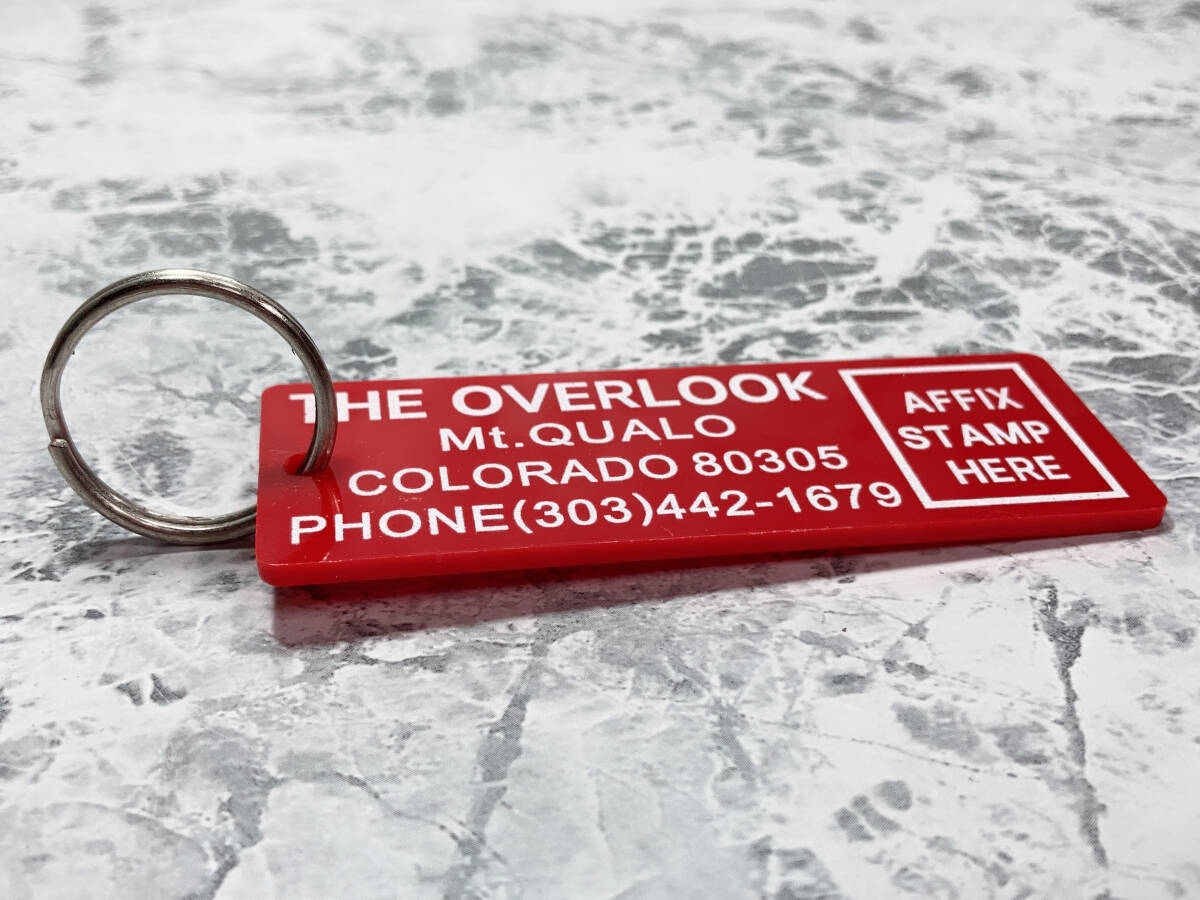 THE OVERLOOK
Mt.QUALO
COLORADO 80305
PHONE(303)442-1679
AFFIX
STAMP
HERE